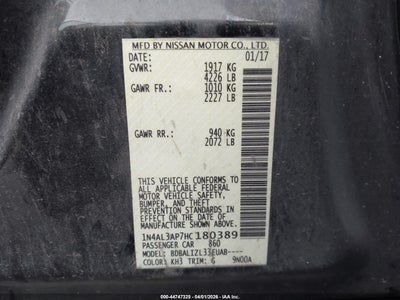 MFD BY NISSAN MOTOR CO., LTD.
DATE: 01/17
GVWR: 1917 KG
4226 LB
GAWR FR.: 1010 KG
2227 LB
GAWR RR.: 940 KG
2072 LB
THIS VEHICLE CONFORMS TO
ALL APPLICABLE FEDERAL
MOTOR VEHICLE SAFETY,
BUMPER, AND THEFT
PREVENTION STANDARDS IN
EFFECT ON THE DATE OF
MANUFACTURE SHOWN ABOVE.
1N4AL3AP7HC180389
PASSENGER CAR 860
BDBALIZL33EUAB----
COLOR: KH3 TRIM: G 9N00A
IAA 000-44747325 - 04/01/2026 -